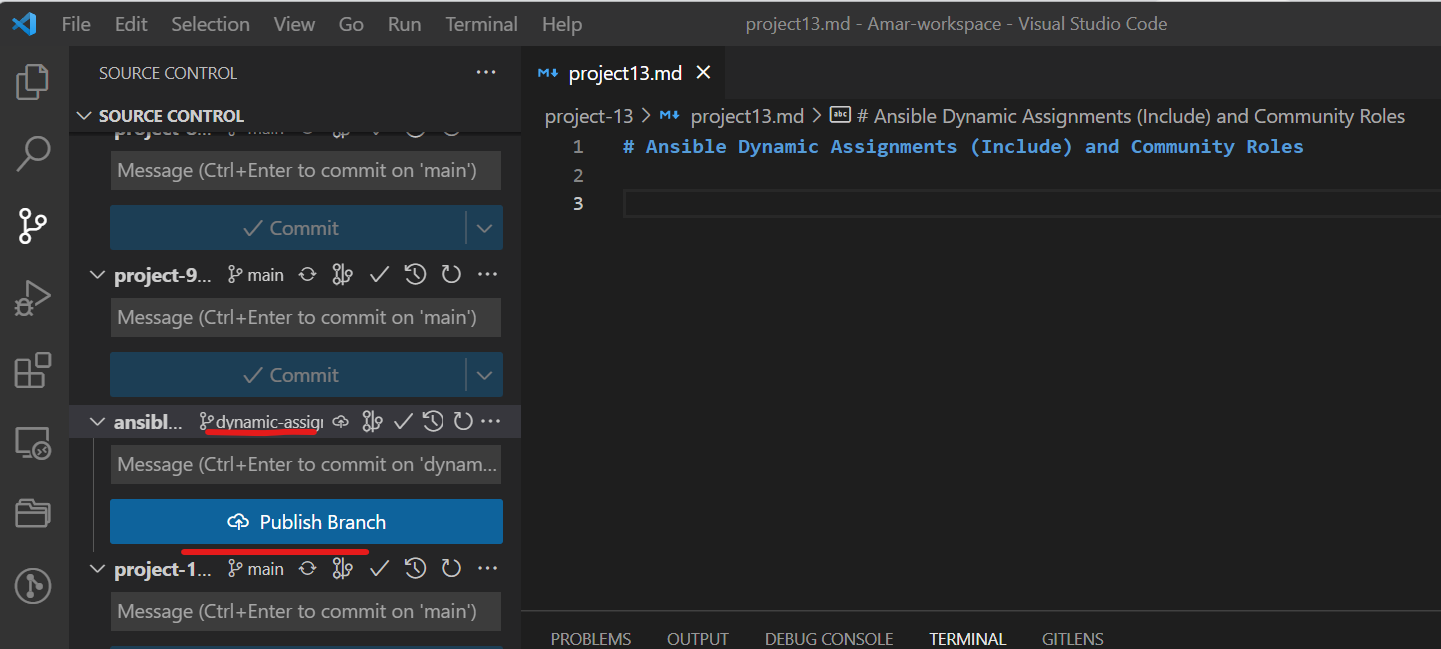 File Edit Selection View Go Run Terminal Help project13.md - Amar-workspace - Visual Studio Code
SOURCE CONTROL ...
project13.md
SOURCE CONTROL
project-13 > project13.md > # Ansible Dynamic Assignments (Include) and Community Roles
main
Message (Ctrl+Enter to commit on 'main')
Commit
project-9... main ...
Message (Ctrl+Enter to commit on 'main')
Commit
ansibl... dynamic-assig ...
Message (Ctrl+Enter to commit on 'dynam...
Publish Branch
project-1... main ...
Message (Ctrl+Enter to commit on 'main')
1 # Ansible Dynamic Assignments (Include) and Community Roles
2
3
PROBLEMS OUTPUT DEBUG CONSOLE TERMINAL GITLENS